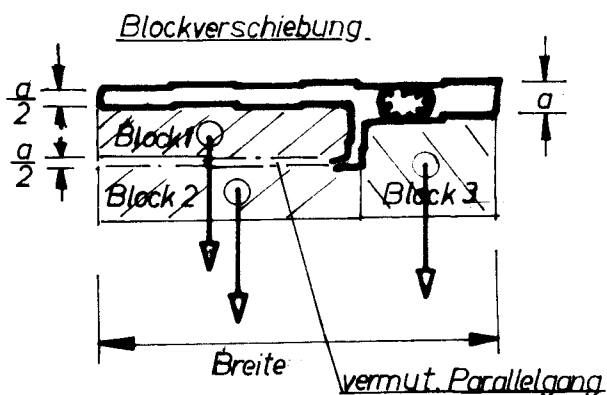 Blockverschiebung
a
2
a
a
2
Block 1
Block 2
Block 3
Breite
vermut. Parallelgang